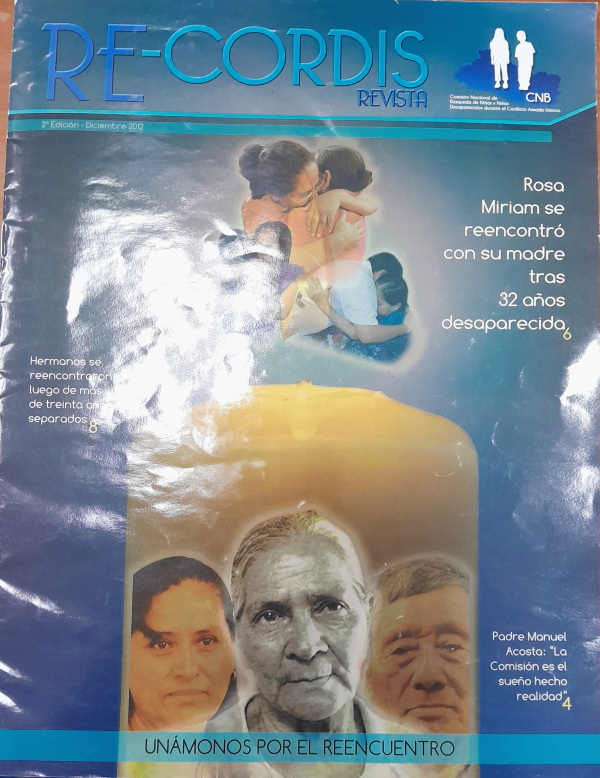 RE-CORDIS
REVISTA
CNB
Comisión Nacional de
Búsqueda de Niñas y Niños
Desaparecidos durante el Conflicto Armado Interno
2ª Edición - Diciembre 2012
Rosa
Miriam se
reencontró
con su madre
tras
32 años
desaparecida 6
Hermanos se
reencontraron
luego de más
de treinta
separados 8
Padre Manuel
Acosta: "La
Comisión es el
sueño hecho
realidad" 4
UNÁMONOS POR EL REENCUENTRO